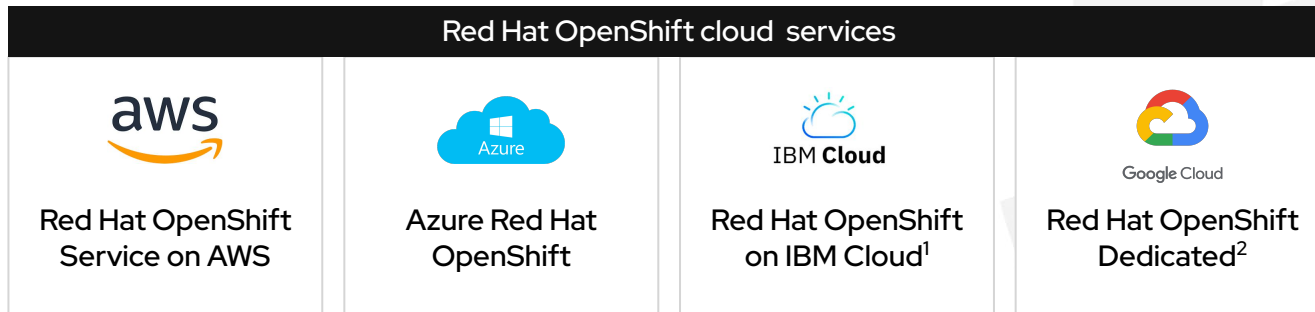 Red Hat OpenShift cloud services
aws
Red Hat OpenShift
Service on AWS
Azure
Azure Red Hat
OpenShift
IBM Cloud
Red Hat OpenShift
on IBM Cloud¹
Google Cloud
Red Hat OpenShift
Dedicated²